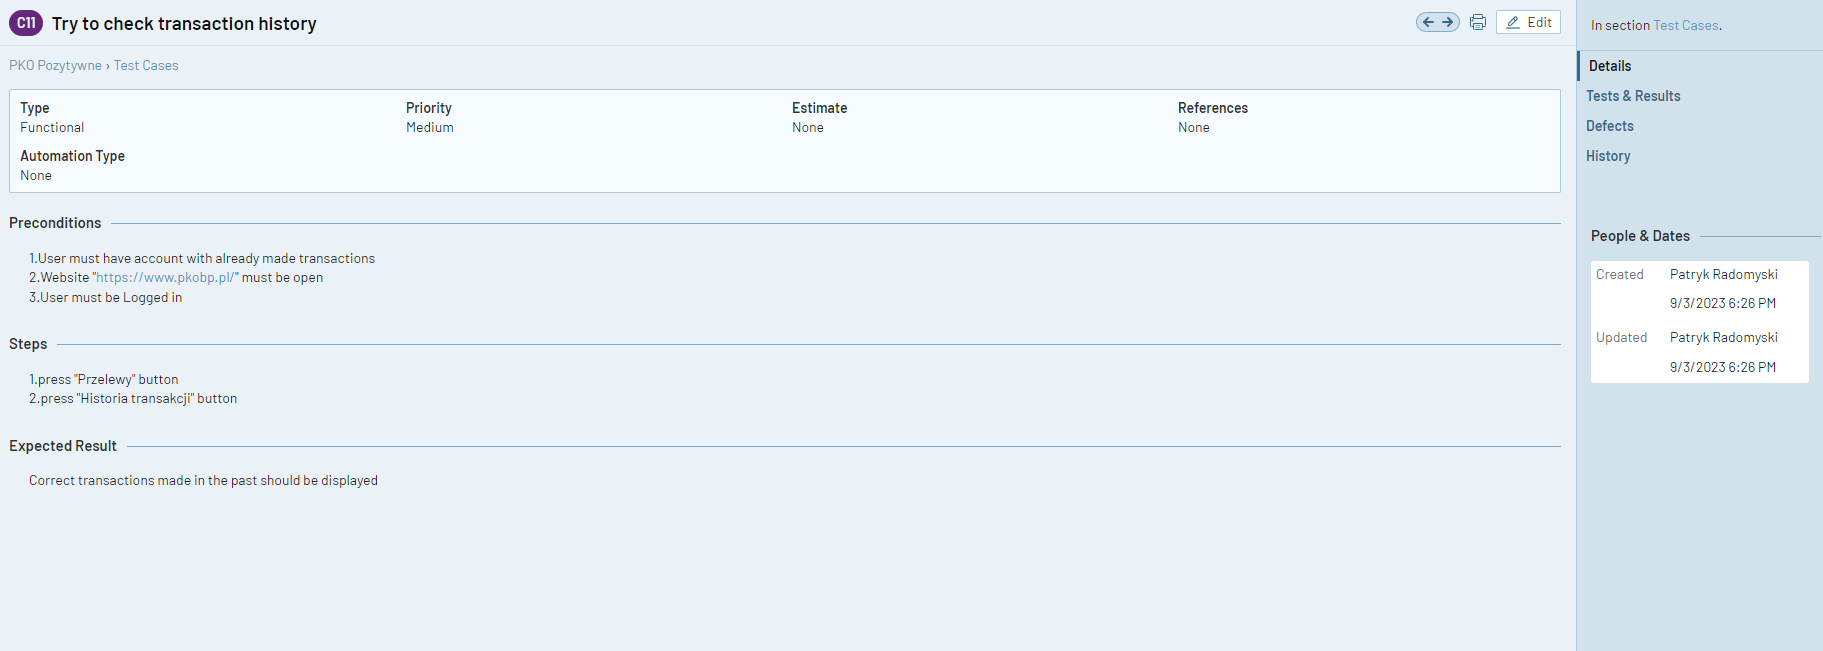 C11 Try to check transaction history
Edit
PKO Pozytywne › Test Cases
Type
Functional
Priority
Medium
Estimate
None
References
None
Automation Type
None
Preconditions
1.User must have account with already made transactions
2.Website "https://www.pkobp.pl/" must be open
3.User must be Logged in
Steps
1.press "Przelewy" button
2.press "Historia transakcji" button
Expected Result
Correct transactions made in the past should be displayed
In section Test Cases.
Details
Tests & Results
Defects
History
People & Dates
Created Patryk Radomyski
9/3/2023 6:26 PM
Updated Patryk Radomyski
9/3/2023 6:26 PM